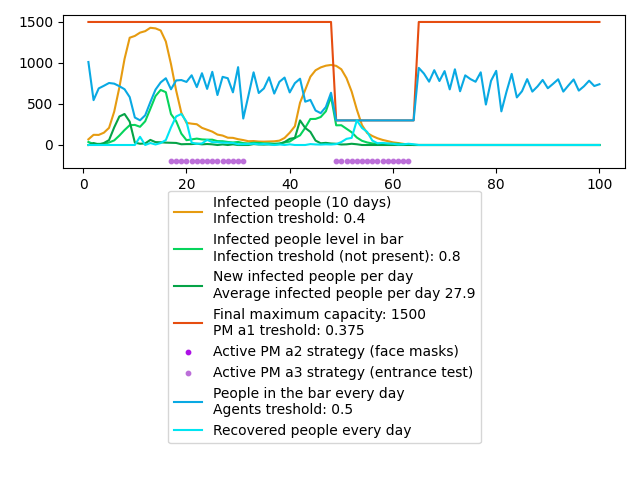 1500
1000
500
0
0
20
40
60
80
100
Infected people (10 days)
Infection treshold: 0.4
Infected people level in bar
Infection treshold (not present): 0.8
New infected people per day
Average infected people per day 27.9
Final maximum capacity: 1500
PM a1 treshold: 0.375
Active PM a2 strategy (face masks)
Active PM a3 strategy (entrance test)
People in the bar every day
Agents treshold: 0.5
Recovered people every day